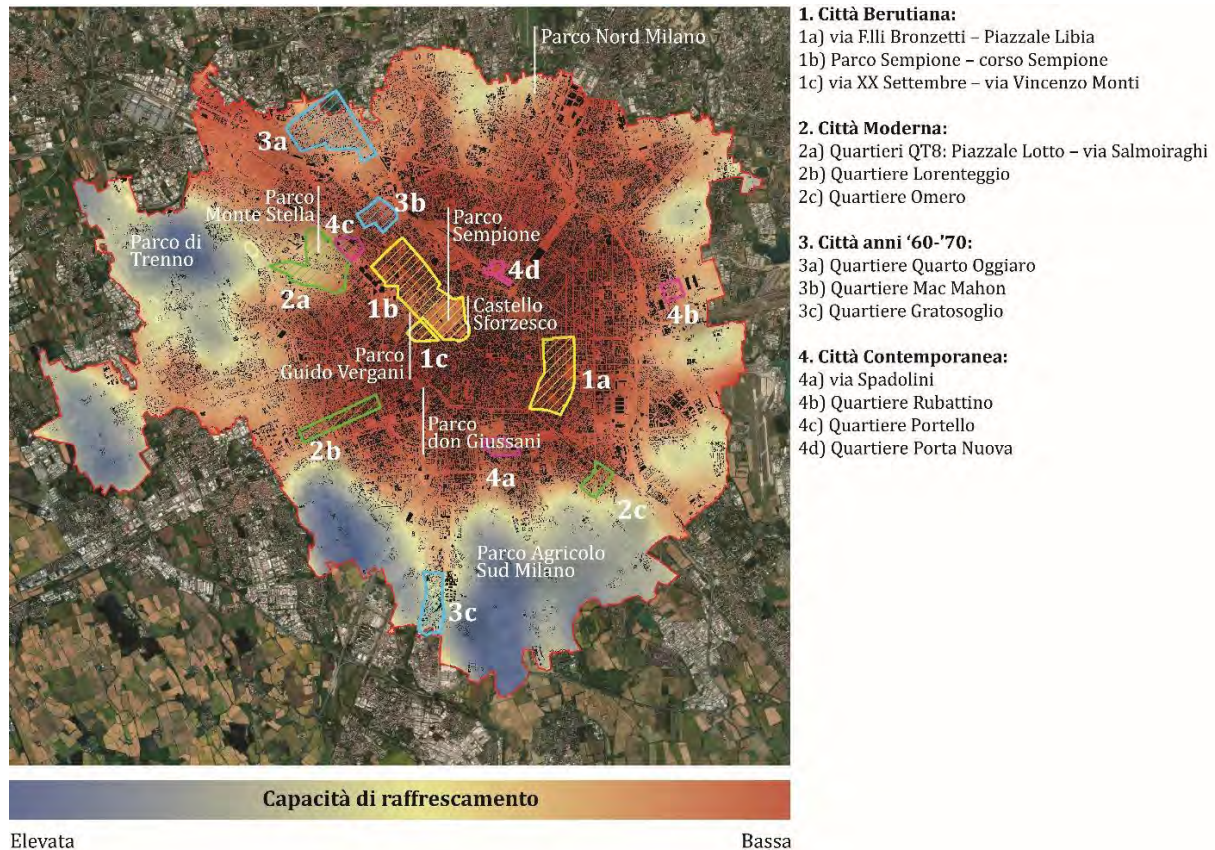 Parco Nord Milano
3a
Parco
Monte Stella
3b
4c
Parco
Sempione
Parco di
Trenno
4d
2a
1b
Castello
Sforzesco
4b
Parco
Guido Vergani
1c
1a
Parco
don Giussani
2b
4a
2c
Parco Agricolo
Sud Milano
3c
1. Città Berutiana:
1a) via F.lli Bronzetti – Piazzale Libia
1b) Parco Sempione – corso Sempione
1c) via XX Settembre – via Vincenzo Monti
2. Città Moderna:
2a) Quartieri QT8: Piazzale Lotto – via Salmoiraghi
2b) Quartiere Lorenteggio
2c) Quartiere Omero
3. Città anni ‘60-’70:
3a) Quartiere Quarto Oggiaro
3b) Quartiere Mac Mahon
3c) Quartiere Gratosoglio
4. Città Contemporanea:
4a) via Spadolini
4b) Quartiere Rubattino
4c) Quartiere Portello
4d) Quartiere Porta Nuova
Capacità di raffrescamento
Elevata
Bassa